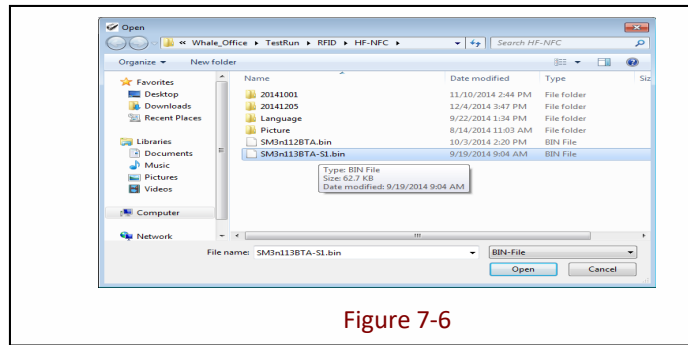 Open
« Whale_Office ▸ TestRun ▸ RFID ▸ HF-NFC ▸ Search HF-NFC
Organize New folder
Name Date modified Type Siz
Favorites
Desktop
Downloads
Recent Places
Libraries
Documents
Music
Pictures
Videos
Computer
Network
20141001 11/10/2014 2:44 PM File folder
20141205 12/4/2014 3:47 PM File folder
Language 9/22/2014 1:34 PM File folder
Picture 8/14/2014 11:03 AM File folder
SM3n112BTA.bin 10/3/2014 2:20 PM BIN File
SM3n113BTA-S1.bin 9/19/2014 9:04 AM BIN File
Type: BIN File
Size: 62.7 KB
Date modified: 9/19/2014 9:04 AM
File name: SM3n113BTA-S1.bin BIN-File
Open Cancel
Figure 7-6